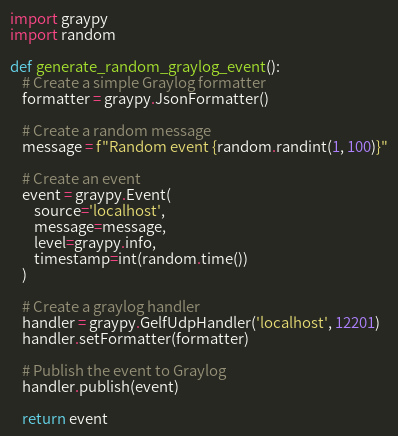 import graypy
import random

def generate_random_graylog_event():
    # Create a simple Graylog formatter
    formatter = graypy.JsonFormatter()

    # Create a random message
    message = f"Random event {random.randint(1, 100)}"

    # Create an event
    event = graypy.Event(
        source='localhost',
        message=message,
        level=graypy.info,
        timestamp=int(random.time())
    )

    # Create a graylog handler
    handler = graypy.GelfUdpHandler('localhost', 12201)
    handler.setFormatter(formatter)

    # Publish the event to Graylog
    handler.publish(event)

    return event